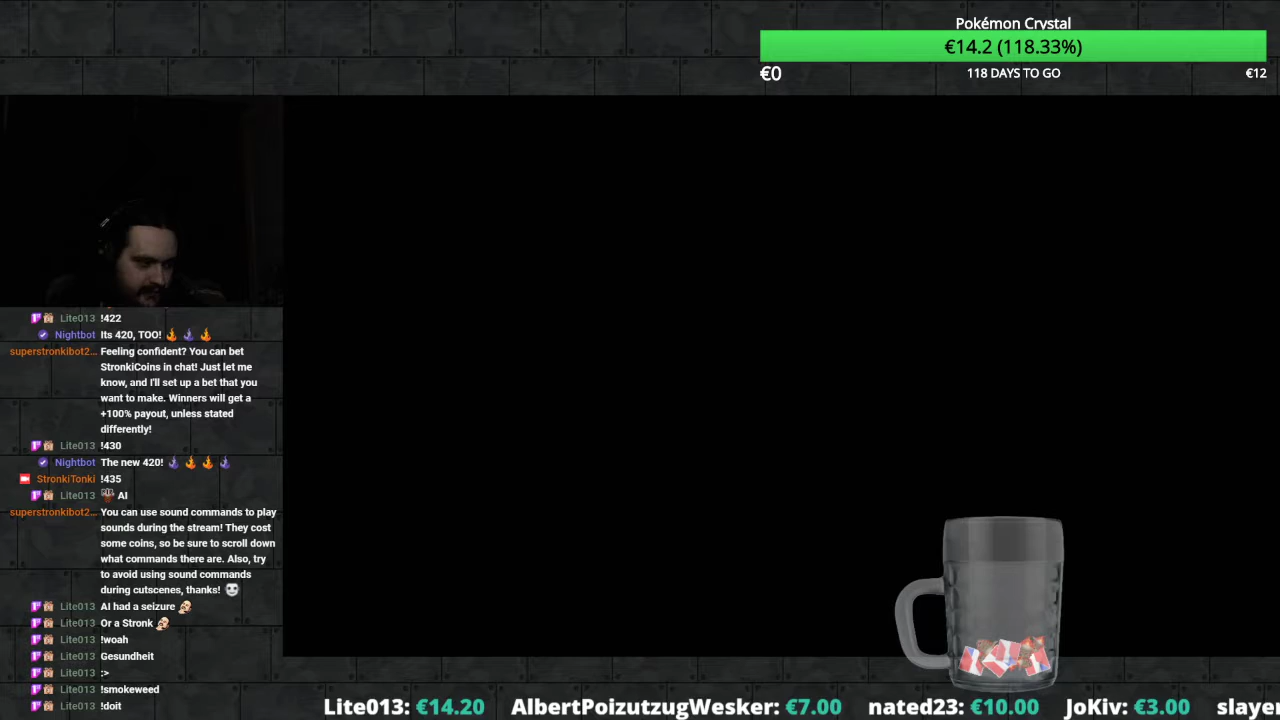 Pokémon Crystal
€14.2 (118.33%)
€0 118 DAYS TO GO €12
Lite013 !422
Nightbot Its 420, TOO!
superstronkibot2... Feeling confident? You can bet
StronkiCoins in chat! Just let me
know, and I'll set up a bet that you
want to make. Winners will get a
+100% payout, unless stated
differently!
Lite013 !430
Nightbot The new 420!
StronkiTonki !435
Lite013 AI
superstronkibot2... You can use sound commands to play
sounds during the stream! They cost
some coins, so be sure to scroll down
what commands there are. Also, try
to avoid using sound commands
during cutscenes, thanks!
Lite013 AI had a seizure
Lite013 Or a Stronk
Lite013 !woah
Lite013 Gesundheit
Lite013 :>
Lite013 !smokeweed
Lite013 !doit
Lite013: €14.20 AlbertPoizutzugWesker: €7.00 nated23: €10.00 JoKiv: €3.00 slayer